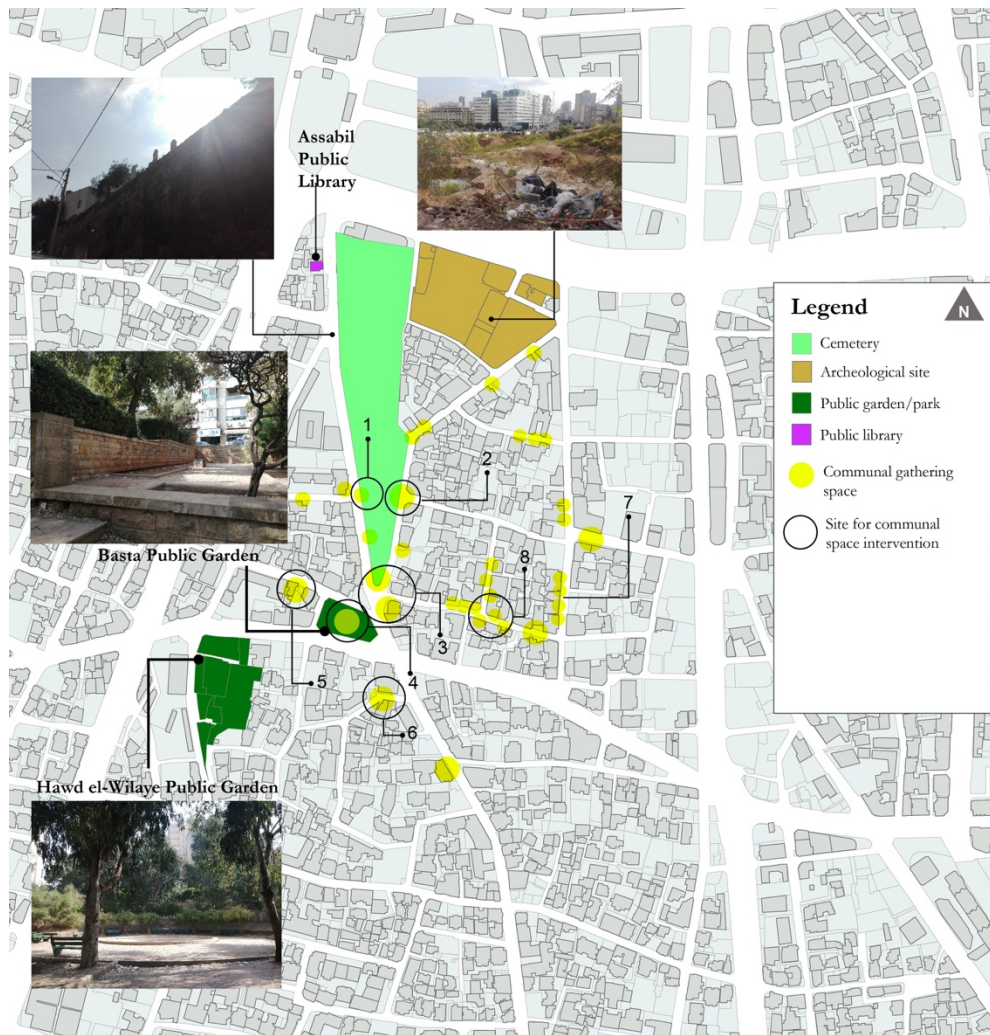 Assabil
Public
Library
Legend
N
Cemetery
Archeological site
Public garden/park
Public library
Communal gathering
space
Site for communal
space intervention
1
2
7
8
Basta Public Garden
3
5
4
6
Hawd el-Wilaye Public Garden